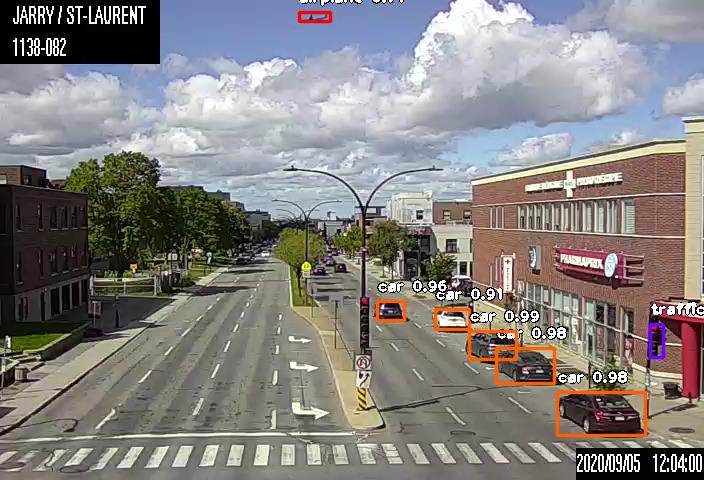 JARRY / ST-LAURENT
1138-082
car 0.96
car 0.91
car 0.99
car 0.98
car 0.98
traffic
PHARMAPRIX
2020/09/05 12:04:00